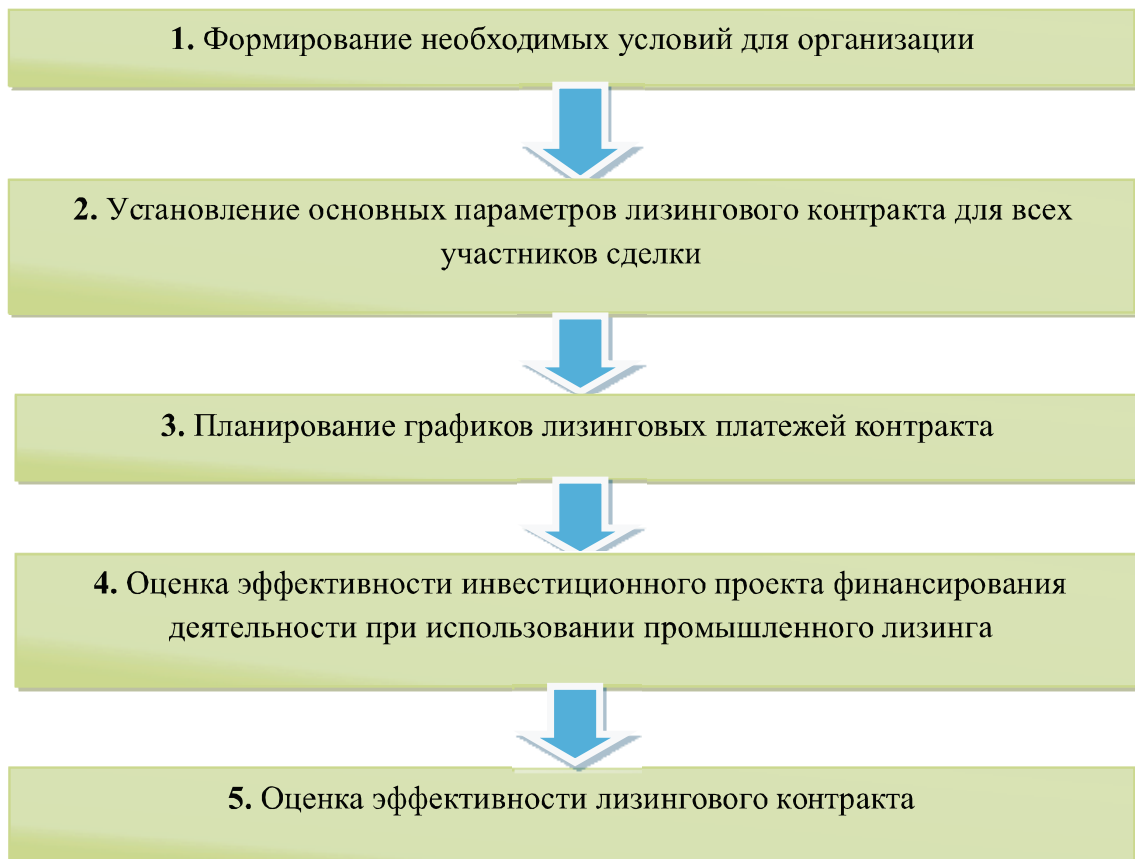 1. Формирование необходимых условий для организации
2. Установление основных параметров лизингового контракта для всех
участников сделки
3. Планирование графиков лизинговых платежей контракта
4. Оценка эффективности инвестиционного проекта финансирования
деятельности при использовании промышленного лизинга
5. Оценка эффективности лизингового контракта